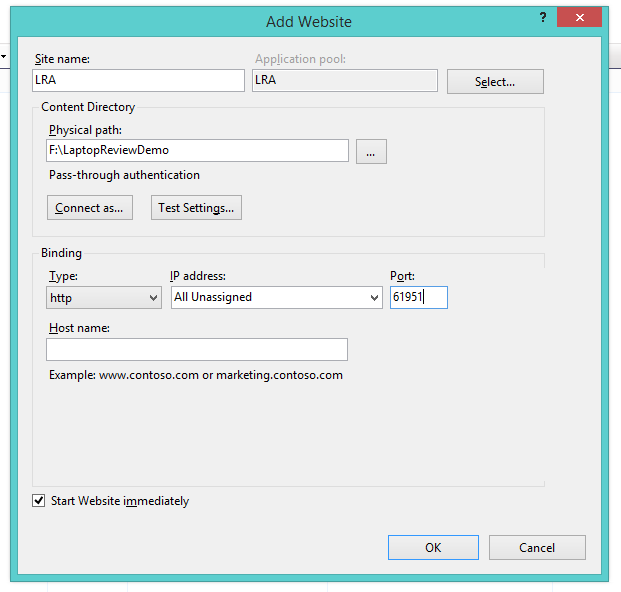 Add Website
?
Site name: Application pool:
LRA LRA Select...
Content Directory
Physical path:
F:\LaptopReviewDemo ...
Pass-through authentication
Connect as... Test Settings...
Binding
Type: IP address: Port:
http All Unassigned 61951
Host name:
Example: www.contoso.com or marketing.contoso.com
Start Website immediately
OK Cancel